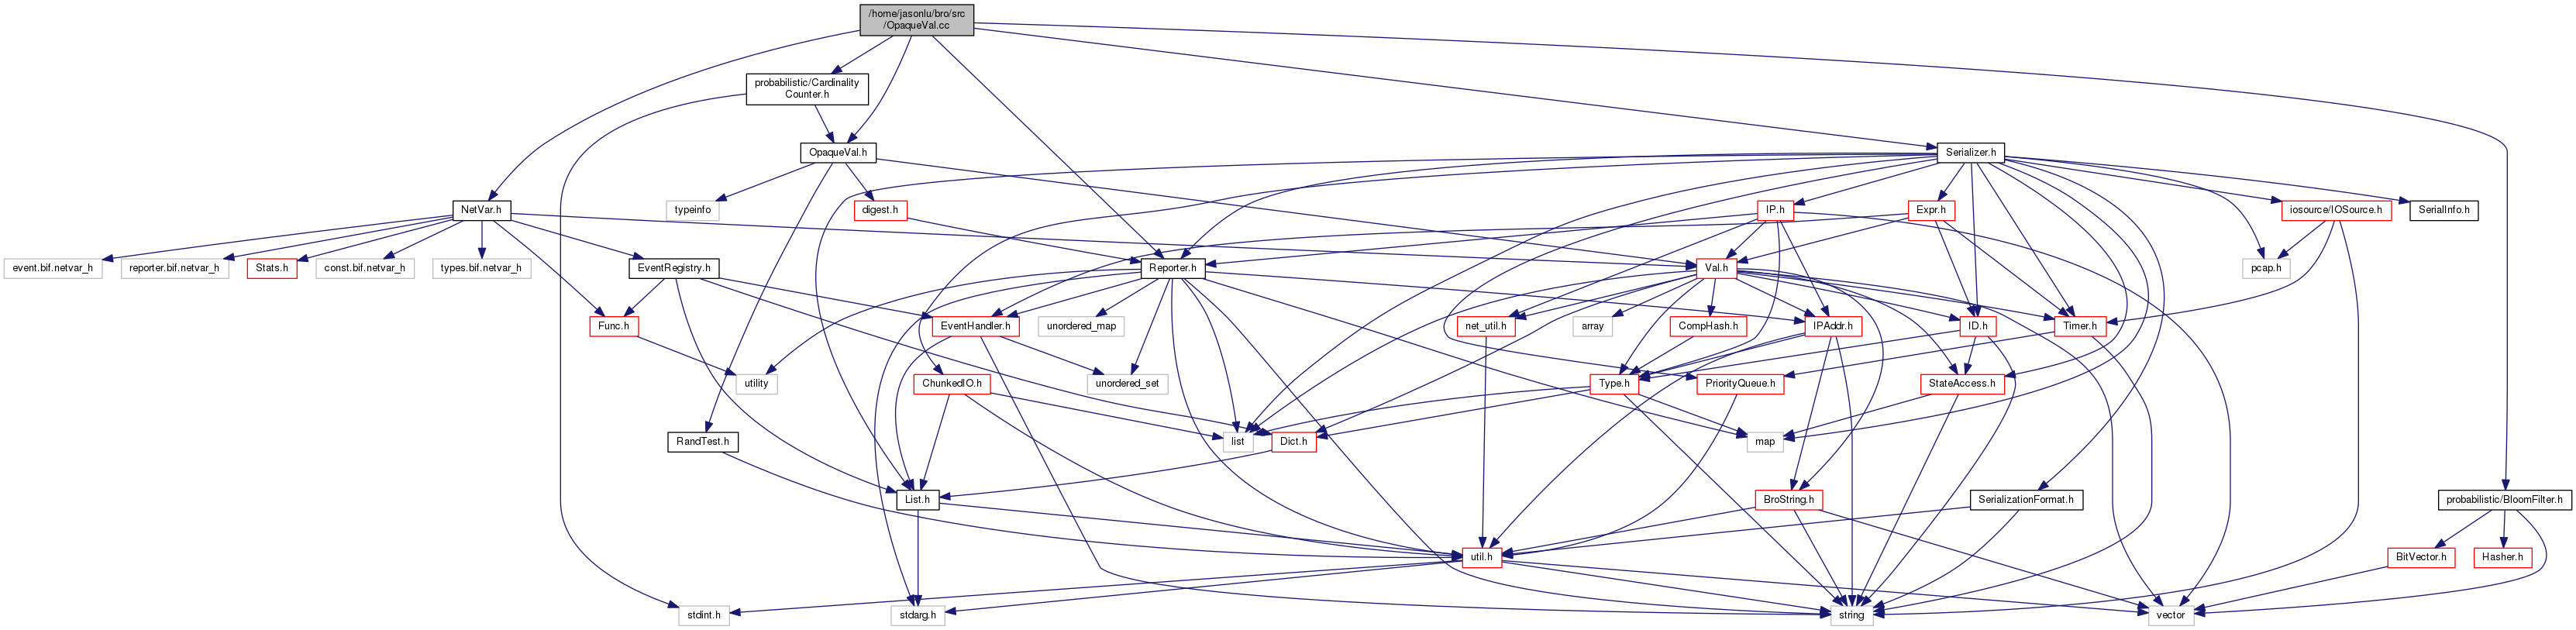 /home/jasonlu/bro/src
/OpaqueVal.cc
probabilistic/Cardinality
Counter.h
OpaqueVal.h
Serializer.h
typeinfo
digest.h
NetVar.h
IP.h
Expr.h
iosource/IOSource.h
SerialInfo.h
event.bif.netvar_h
reporter.bif.netvar_h
Stats.h
const.bif.netvar_h
types.bif.netvar_h
EventRegistry.h
Reporter.h
Val.h
pcap.h
Func.h
EventHandler.h
unordered_map
net_util.h
array
CompHash.h
IPAddr.h
ID.h
Timer.h
utility
ChunkedIO.h
unordered_set
Type.h
PriorityQueue.h
StateAccess.h
RandTest.h
list
Dict.h
map
List.h
BroString.h
SerializationFormat.h
probabilistic/BloomFilter.h
util.h
BitVector.h
Hasher.h
stdint.h
stdarg.h
string
vector